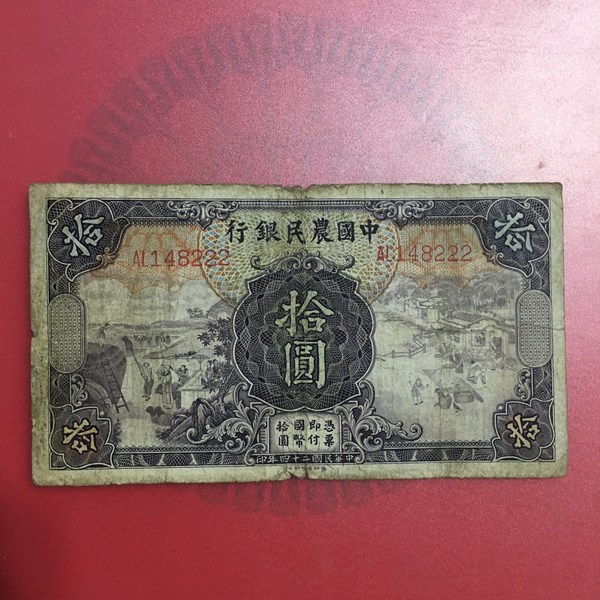 行銀民農國中
AL148222
AL148222
拾
拾
拾圓
憑票
即付
國幣
拾圓
拾
拾
印年四十二國民華中